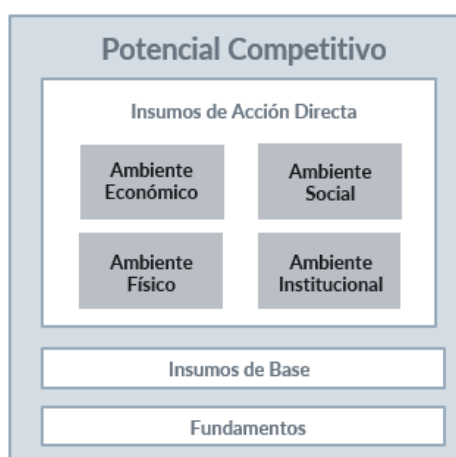 Potencial Competitivo
Insumos de Acción Directa
Ambiente
Económico
Ambiente
Social
Ambiente
Físico
Ambiente
Institucional
Insumos de Base
Fundamentos